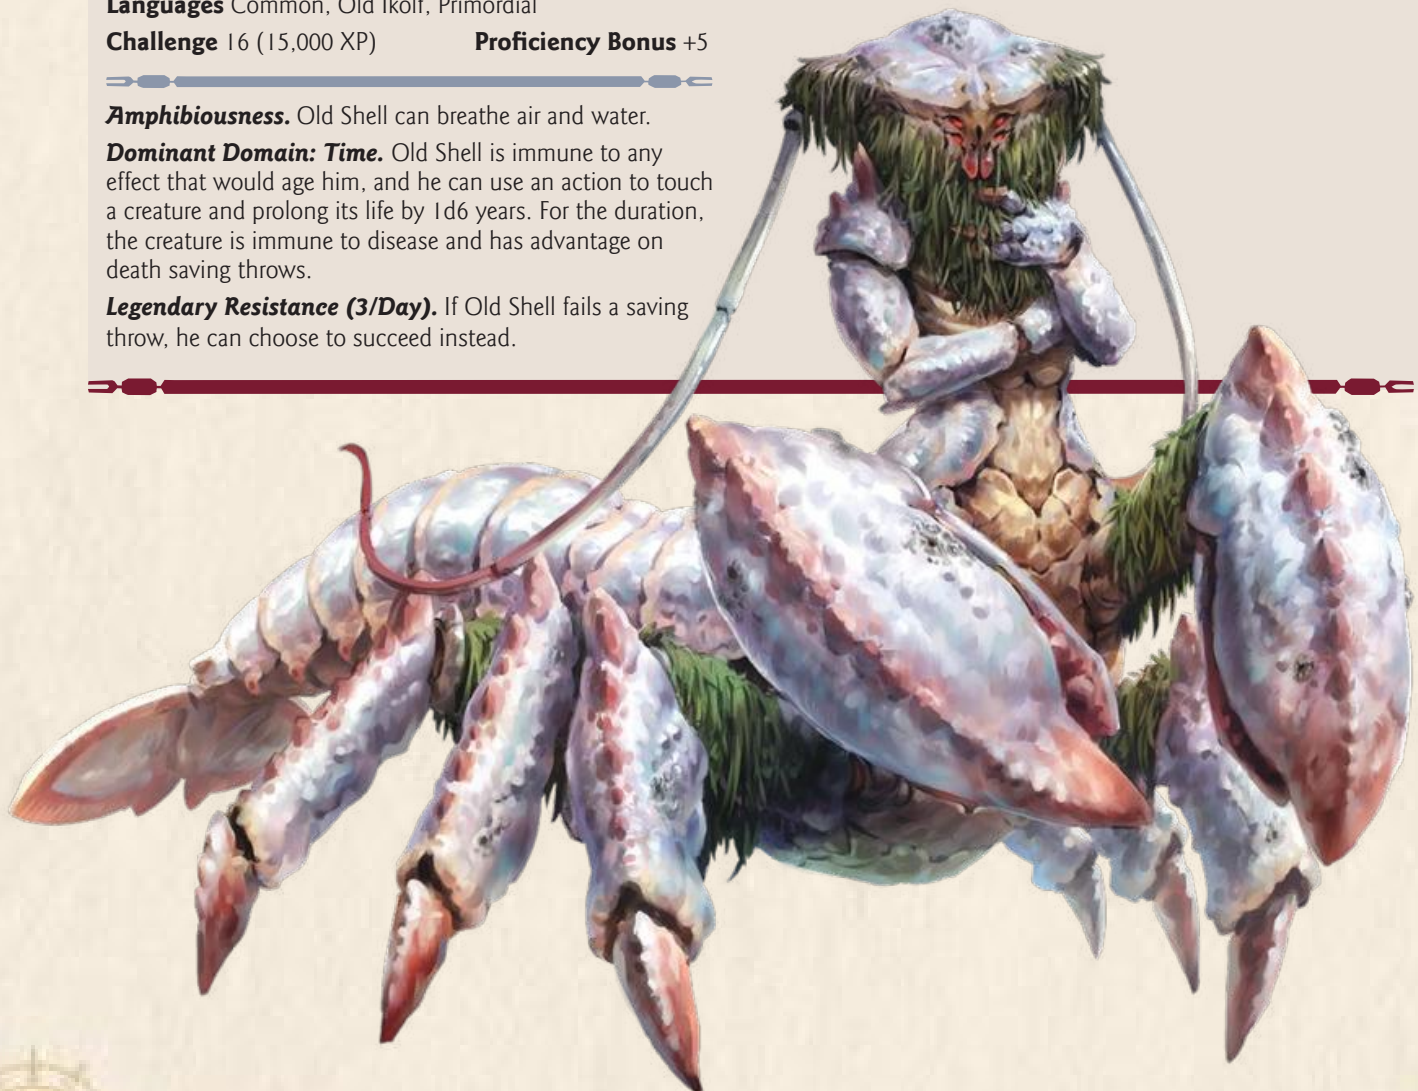 Languages Common, Old Ikolf, Primordial
Challenge 16 (15,000 XP) Proficiency Bonus +5
Amphibiousness. Old Shell can breathe air and water.
Dominant Domain: Time. Old Shell is immune to any
effect that would age him, and he can use an action to touch
a creature and prolong its life by 1d6 years. For the duration,
the creature is immune to disease and has advantage on
death saving throws.
Legendary Resistance (3/Day). If Old Shell fails a saving
throw, he can choose to succeed instead.